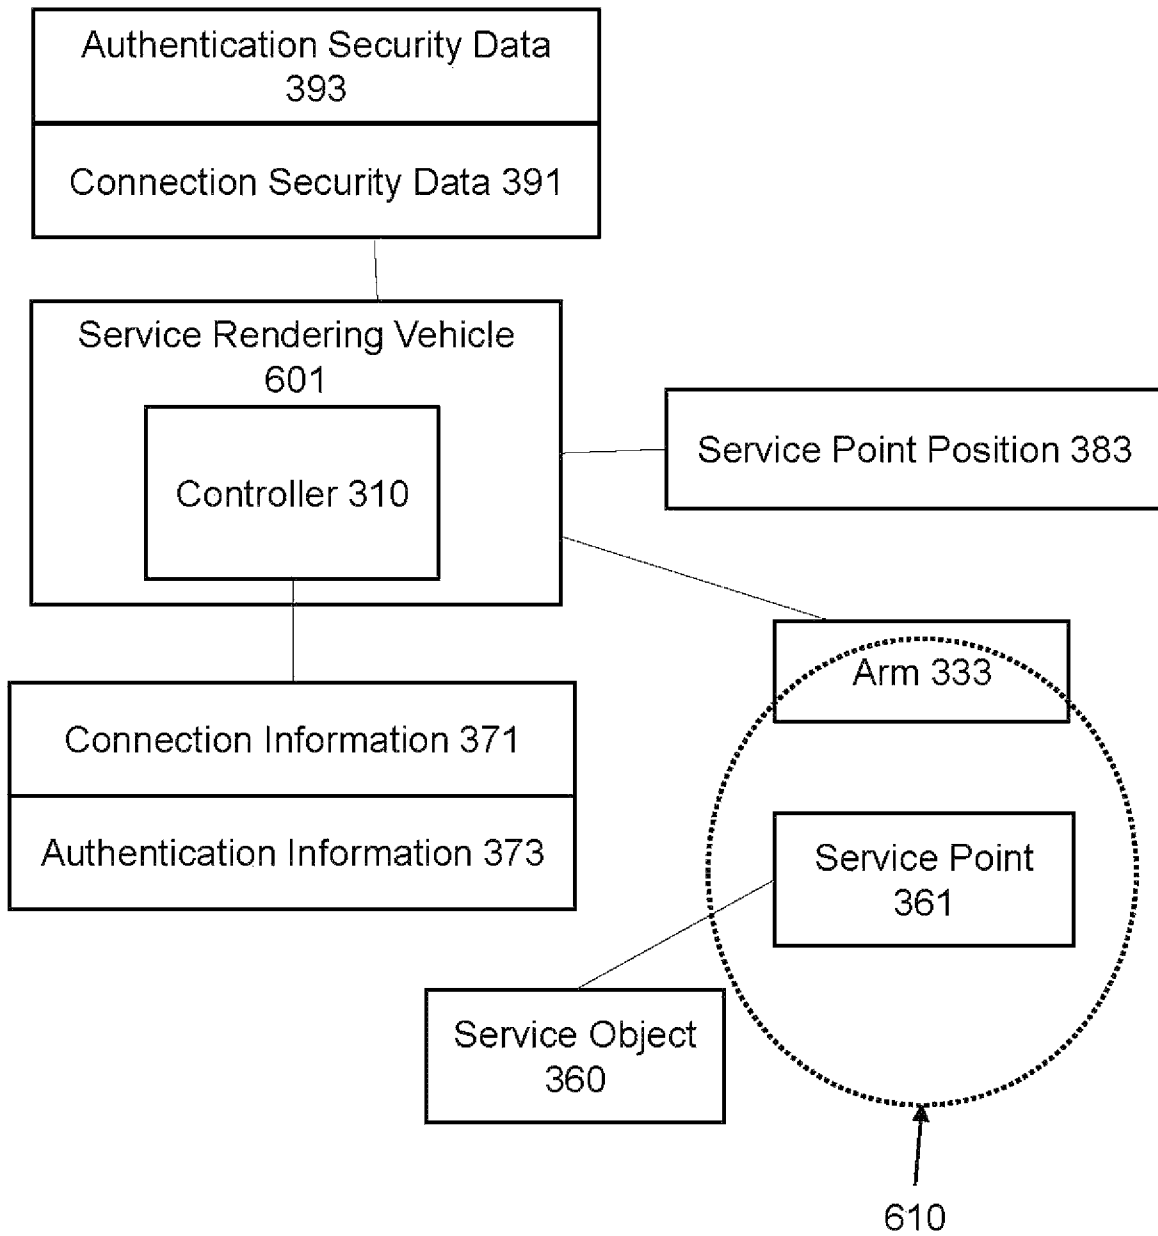 Authentication Security Data
393
Connection Security Data 391
Service Rendering Vehicle
601
Controller 310
Service Point Position 383
Arm 333
Connection Information 371
Authentication Information 373
Service Point
361
Service Object
360
610